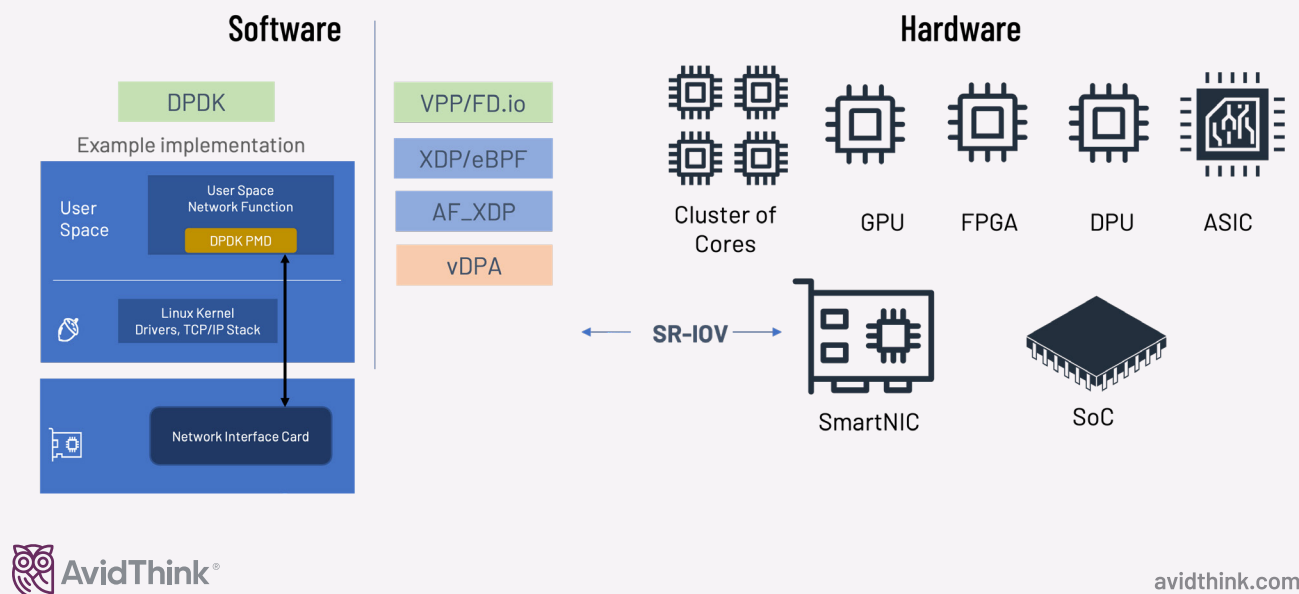 Software
DPDK
Example implementation
User
Space
User Space
Network Function
DPDK PMD
Linux Kernel
Drivers, TCP/IP Stack
Network Interface Card
VPP/FD.io
XDP/eBPF
AF_XDP
vDPA
SR-IOV
Hardware
Cluster of
Cores
GPU
FPGA
DPU
ASIC
SmartNIC
SoC
AvidThink®
avidthink.com